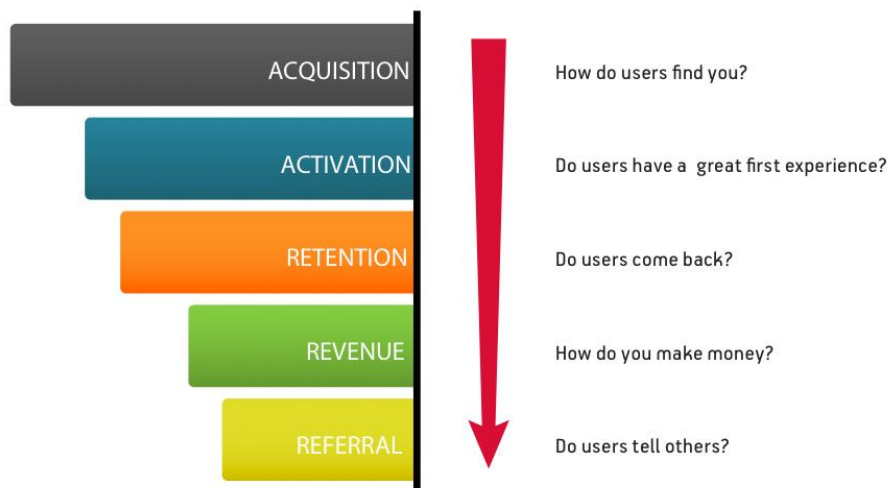 ACQUISITION How do users find you?
ACTIVATION Do users have a great first experience?
RETENTION Do users come back?
REVENUE How do you make money?
REFERRAL Do users tell others?